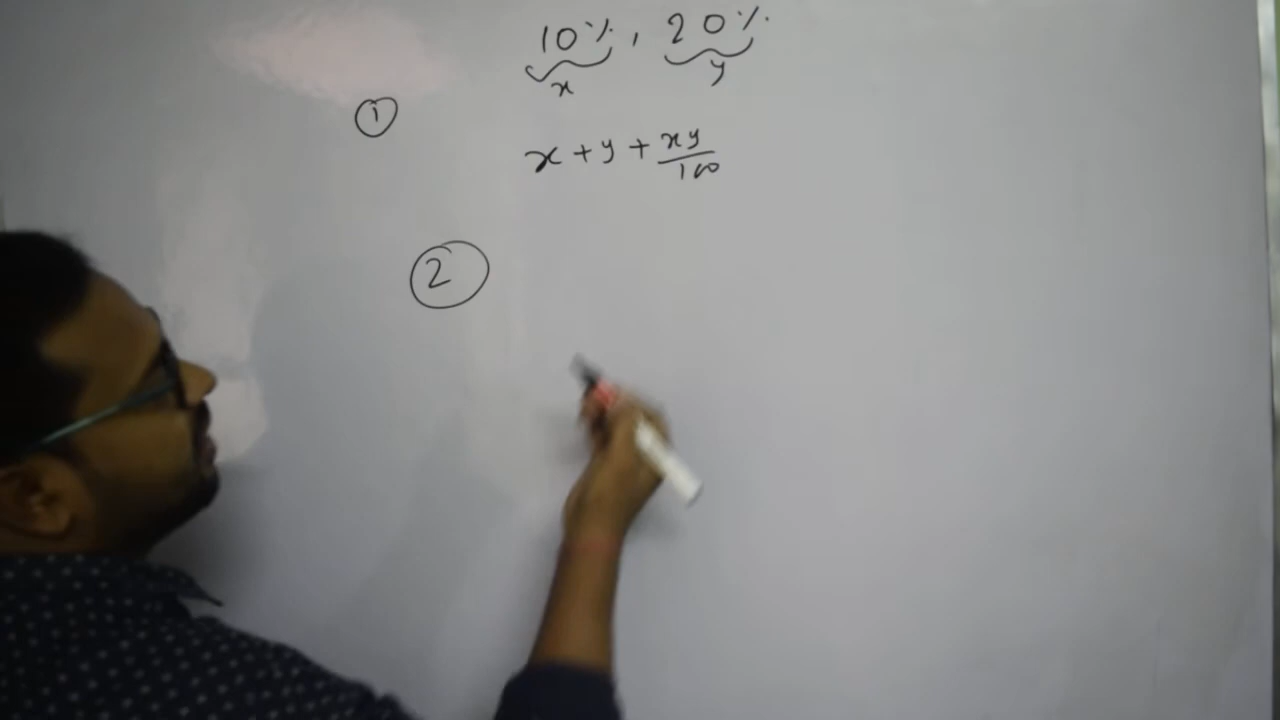 10%, 20%
x y
①
x + y + xy/100
②